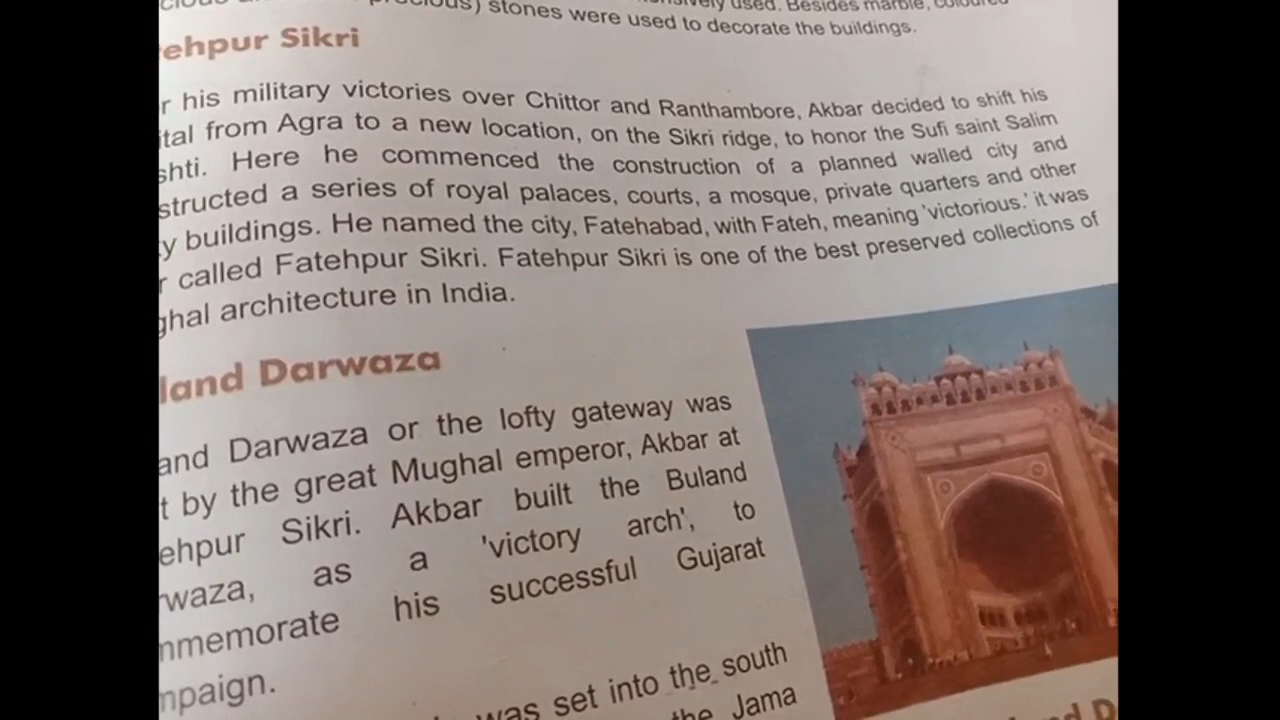 stones were used to decorate the buildings.
ehpur Sikri
r his military victories over Chittor and Ranthambore, Akbar decided to shift his
ital from Agra to a new location, on the Sikri ridge, to honor the Sufi saint Salim
shti. Here he commenced the construction of a planned walled city and
structed a series of royal palaces, courts, a mosque, private quarters and other
y buildings. He named the city, Fatehabad, with Fateh, meaning 'victorious.' it was
r called Fatehpur Sikri. Fatehpur Sikri is one of the best preserved collections of
ghal architecture in India.
land Darwaza
and Darwaza or the lofty gateway was
t by the great Mughal emperor, Akbar at
ehpur Sikri. Akbar built the Buland
rwaza, as a 'victory arch', to
mmemorate his successful Gujarat
mpaign.
was set into the south
the Jama